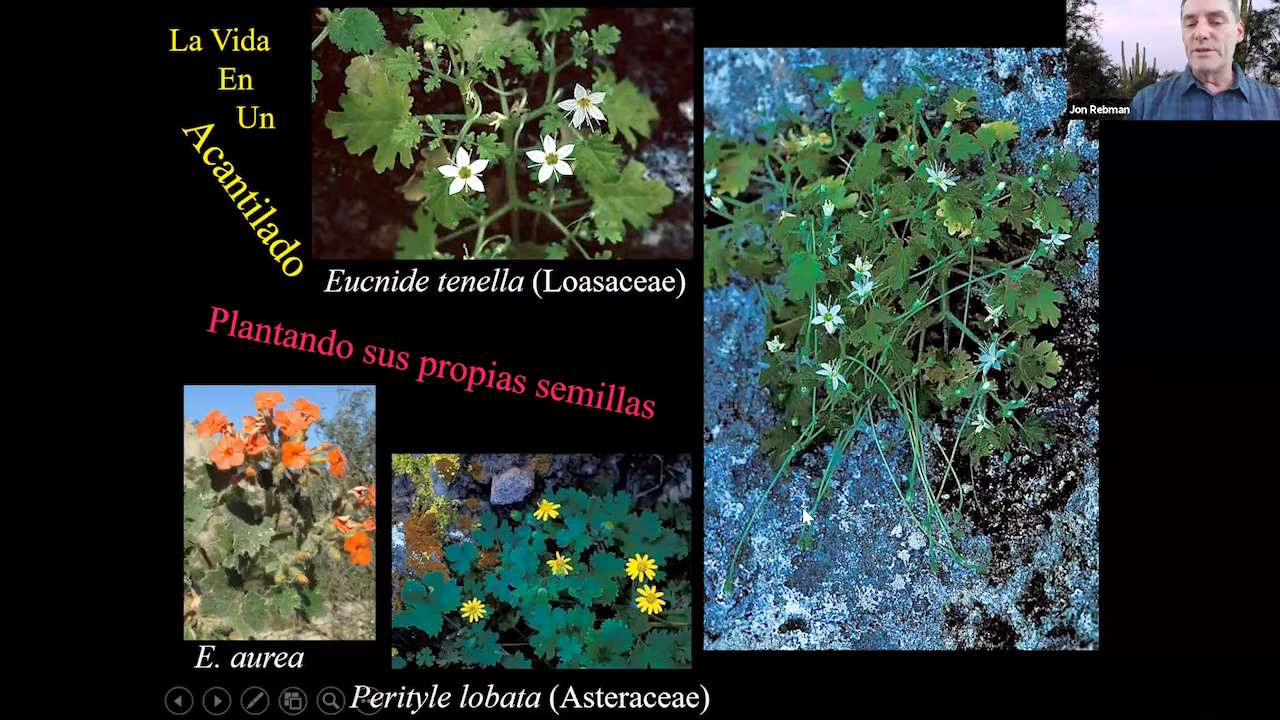 La Vida
En
Un
Acantilado
Eucnide tenella (Loasaceae)
Plantando sus propias semillas
E. aurea
Perityle lobata (Asteraceae)
Jon Rebman